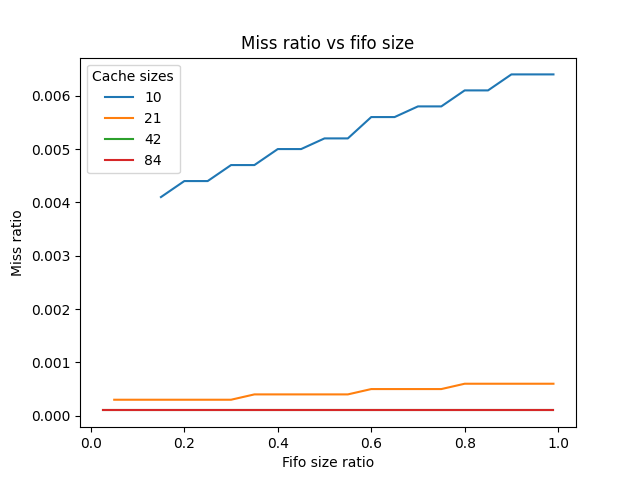 Miss ratio vs fifo size
Cache sizes
10
21
42
84
0.006
0.005
0.004
0.003
0.002
0.001
0.000
Miss ratio
0.0 0.2 0.4 0.6 0.8 1.0
Fifo size ratio